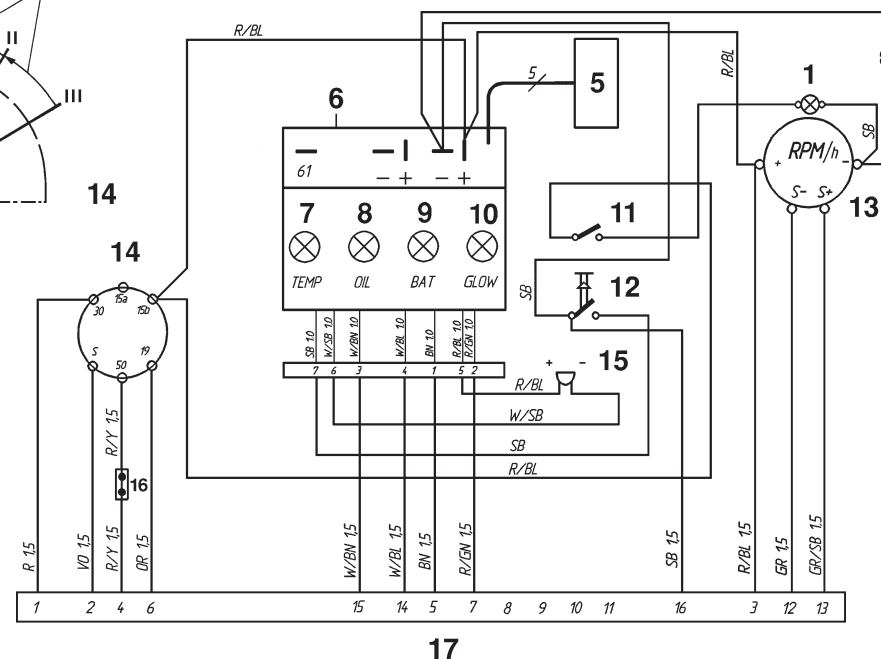 II
III
R/BL
5
5
R/BL
1
6
SB
61
– +
– +
RPM/h
+ –
S– S+
13
14
14
7 8 9 10
TEMP OIL BAT GLOW
11
SB
12
15a
30 15b
S 50 19
SB 1.0
W/SB 1.0
W/BN 1.0
W/BL 1.0
BN 1.0
R/BL 1.0
R/GN 1.0
7 6 3 4 1 5 2
+ –
15
R/BL
W/SB
SB
R/BL
R/Y 1,5
16
R 1,5
VO 1,5
R/Y 1,5
OR 1,5
W/BN 1,5
W/BL 1,5
BN 1,5
R/GN 1,5
SB 1,5
R/BL 1,5
GR 1,5
GR/SB 1,5
1 2 4 6 15 14 5 7 8 9 10 11 16 3 12 13
17